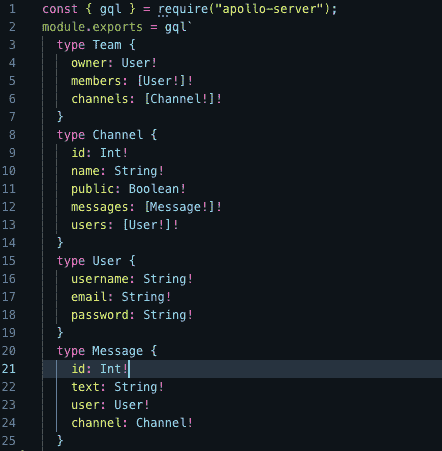 1 const { gql } = require("apollo-server");
2 module.exports = gql`
3 type Team {
4 owner: User!
5 members: [User!]!
6 channels: [Channel!]!
7 }
8 type Channel {
9 id: Int!
10 name: String!
11 public: Boolean!
12 messages: [Message!]!
13 users: [User!]!
14 }
15 type User {
16 username: String!
17 email: String!
18 password: String!
19 }
20 type Message {
21 id: Int!
22 text: String!
23 user: User!
24 channel: Channel!
25 }